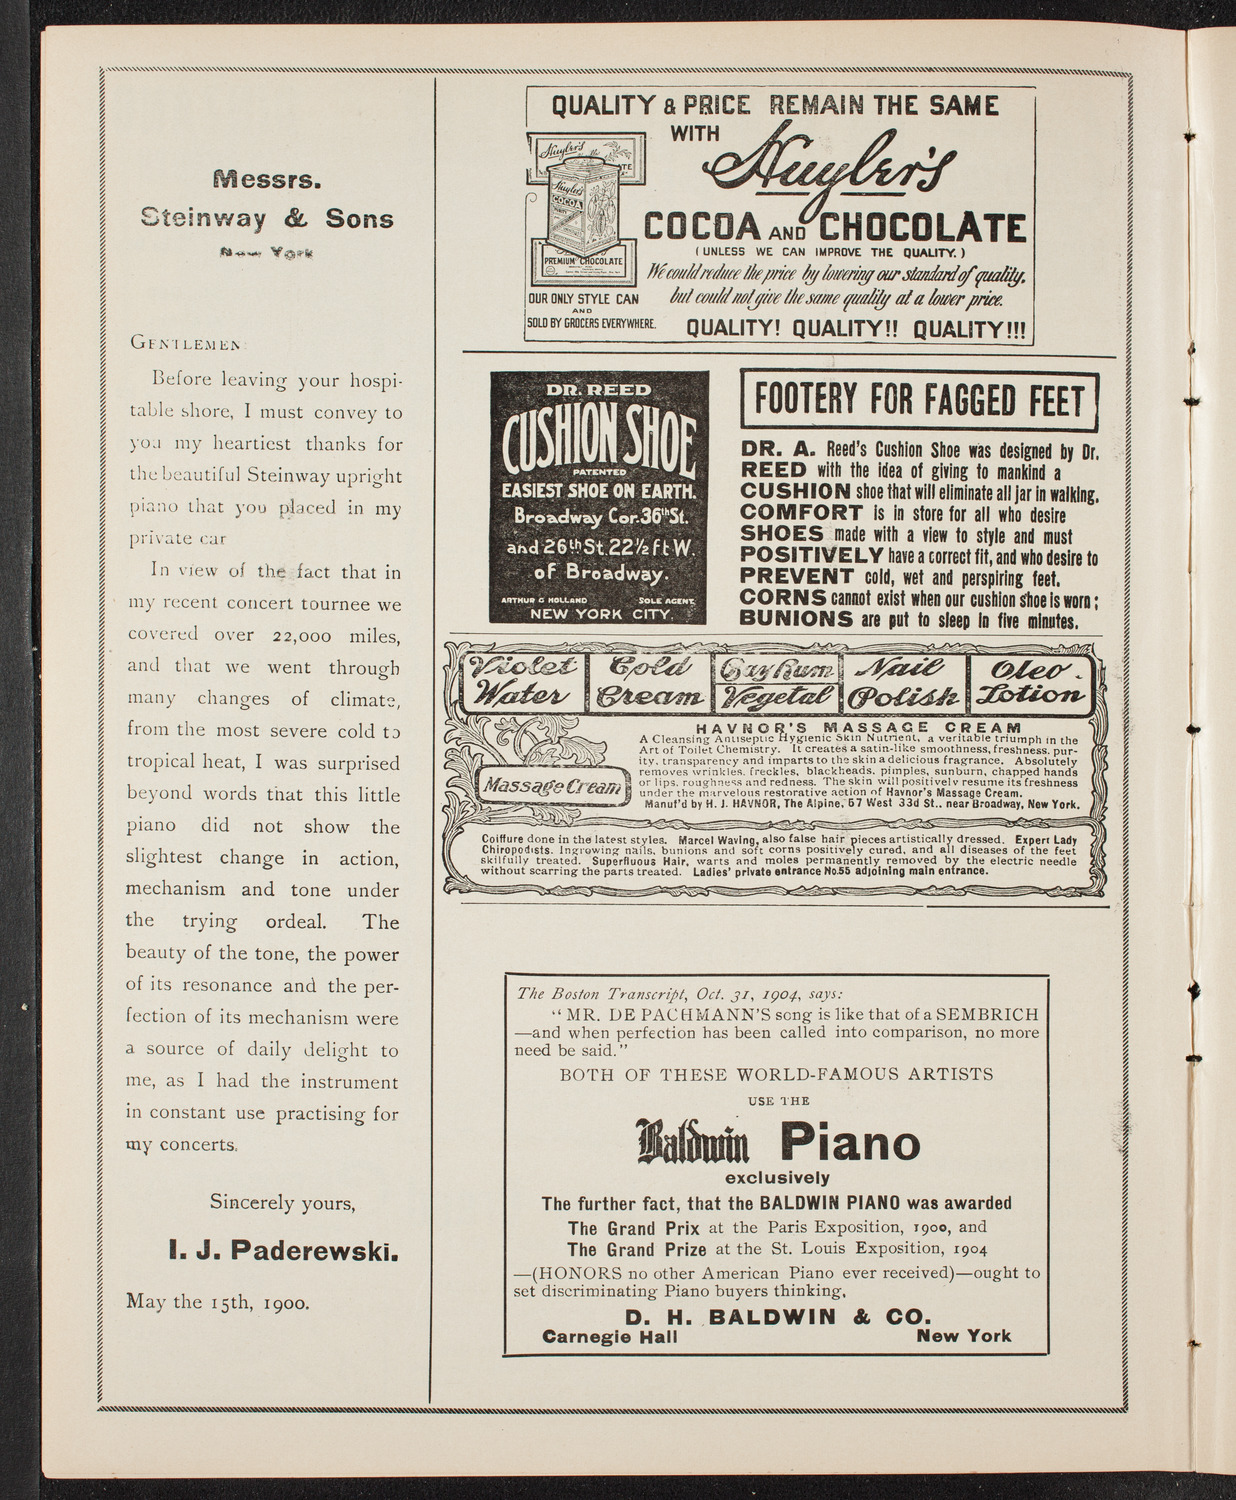 Messrs.
Steinway & Sons
New York
GENTLEMEN
Before leaving your hospi-
table shore, I must convey to
you my heartiest thanks for
the beautiful Steinway upright
piano that you placed in my
private car
In view of the fact that in
my recent concert tournee we
covered over 22,000 miles,
and that we went through
many changes of climate,
from the most severe cold to
tropical heat, I was surprised
beyond words that this little
piano did not show the
slightest change in action,
mechanism and tone under
the trying ordeal. The
beauty of the tone, the power
of its resonance and the per-
fection of its mechanism were
a source of daily delight to
me, as I had the instrument
in constant use practising for
my concerts.
Sincerely yours,
I. J. Paderewski.
May the 15th, 1900.
QUALITY & PRICE REMAIN THE SAME
WITH Huyler's
Huyler's
Huyler's
COCOA
PREMIUM CHOCOLATE
COCOA AND CHOCOLATE
(UNLESS WE CAN IMPROVE THE QUALITY.)
We could reduce the price by lowering our standard of quality,
but could not give the same quality at a lower price.
OUR ONLY STYLE CAN
AND
SOLD BY GROCERS EVERYWHERE.
QUALITY! QUALITY!! QUALITY!!!
DR. REED
CUSHION SHOE
PATENTED
EASIEST SHOE ON EARTH.
Broadway Cor. 36th St.
and 26th St. 22½ ft W.
of Broadway.
ARTHUR G HOLLAND SOLE AGENT
NEW YORK CITY.
FOOTERY FOR FAGGED FEET
DR. A. Reed's Cushion Shoe was designed by Dr.
REED with the idea of giving to mankind a
CUSHION shoe that will eliminate all jar in walking.
COMFORT is in store for all who desire
SHOES made with a view to style and must
POSITIVELY have a correct fit, and who desire to
PREVENT cold, wet and perspiring feet.
CORNS cannot exist when our cushion shoe is worn;
BUNIONS are put to sleep in five minutes.
Violet Water
Cold Cream
Bay Rum
Vegetal
Nail Polish
Oleo Lotion
Massage Cream
HAVNOR'S MASSAGE CREAM
A Cleansing Antiseptic Hygienic Skin Nutrient, a veritable triumph in the
Art of Toilet Chemistry. It creates a satin-like smoothness, freshness, pur-
ity, transparency and imparts to the skin a delicious fragrance. Absolutely
removes wrinkles, freckles, blackheads, pimples, sunburn, chapped hands
or lips, roughness and redness. The skin will positively resume its freshness
under the marvelous restorative action of Havnor's Massage Cream.
Manuf'd by H. J. HAVNOR, The Alpine, 57 West 33d St., near Broadway, New York.
Coiffure done in the latest styles. Marcel Waving, also false hair pieces artistically dressed. Expert Lady
Chiropodists. Ingrowing nails, bunions and soft corns positively cured, and all diseases of the feet
skilfully treated. Superfluous Hair, warts and moles permanently removed by the electric needle
without scarring the parts treated. Ladies' private entrance No. 55 adjoining main entrance.
The Boston Transcript, Oct. 31, 1904, says:
"MR. DE PACHMANN'S song is like that of a SEMBRICH
—and when perfection has been called into comparison, no more
need be said."
BOTH OF THESE WORLD-FAMOUS ARTISTS
USE THE
Baldwin Piano
exclusively
The further fact, that the BALDWIN PIANO was awarded
The Grand Prix at the Paris Exposition, 1900, and
The Grand Prize at the St. Louis Exposition, 1904
—(HONORS no other American Piano ever received)—ought to
set discriminating Piano buyers thinking.
D. H. BALDWIN & CO.
Carnegie Hall New York